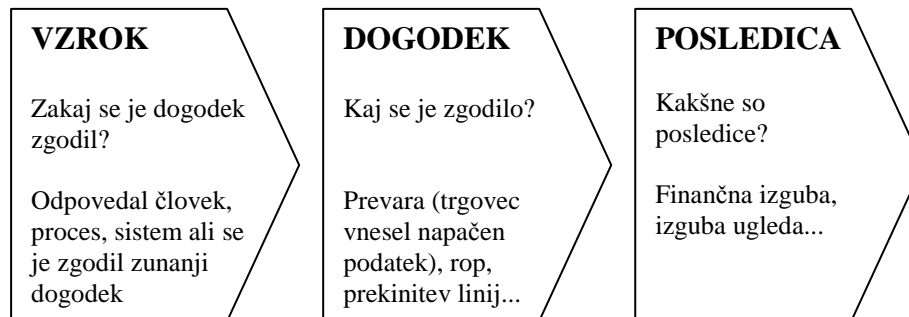 VZROK
Zakaj se je dogodek
zgodil?
Odpovedal človek,
proces, sistem ali se
je zgodil zunanji
dogodek
DOGODEK
Kaj se je zgodilo?
Prevara (trgovec
vnesel napačen
podatek), rop,
prekinitev linij...
POSLEDICA
Kakšne so
posledice?
Finančna izguba,
izguba ugleda...